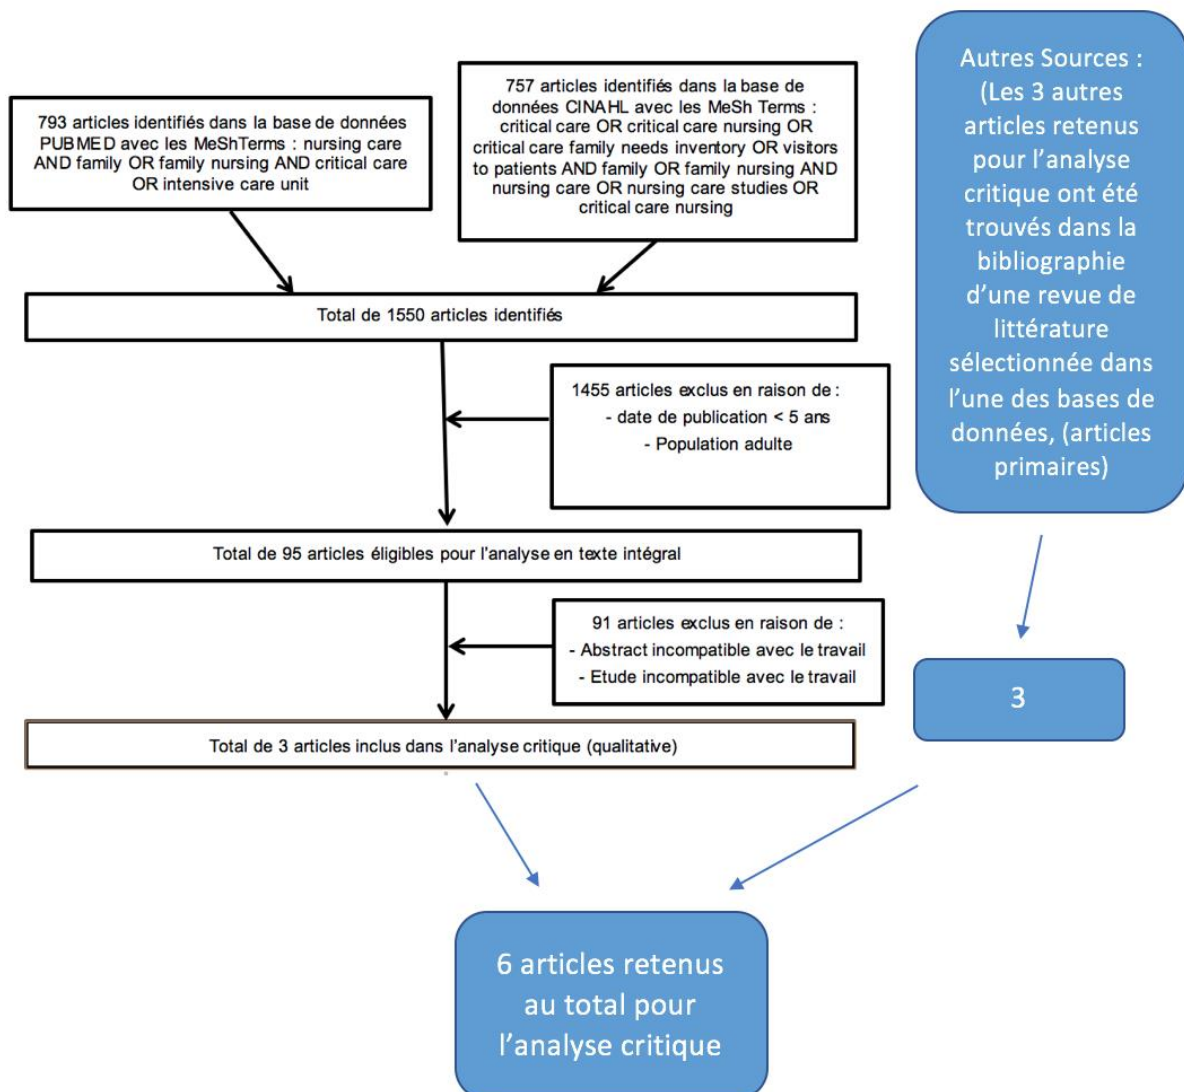 793 articles identifiés dans la base de données
PUBMED avec les MeShTerms : nursing care
AND family OR family nursing AND critical care
OR intensive care unit
757 articles identifiés dans la base de
données CINAHL avec les MeSh Terms :
critical care OR critical care nursing OR
critical care family needs inventory OR visitors
to patients AND family OR family nursing AND
nursing care OR nursing care studies OR
critical care nursing
Autres Sources :
(Les 3 autres
articles retenus
pour l’analyse
critique ont été
trouvés dans la
bibliographie
d’une revue de
littérature
sélectionnée dans
l’une des bases de
données, (articles
primaires)
Total de 1550 articles identifiés
1455 articles exclus en raison de :
- date de publication < 5 ans
- Population adulte
Total de 95 articles éligibles pour l’analyse en texte intégral
91 articles exclus en raison de :
- Abstract incompatible avec le travail
- Etude incompatible avec le travail
3
Total de 3 articles inclus dans l’analyse critique (qualitative)
6 articles retenus
au total pour
l’analyse critique